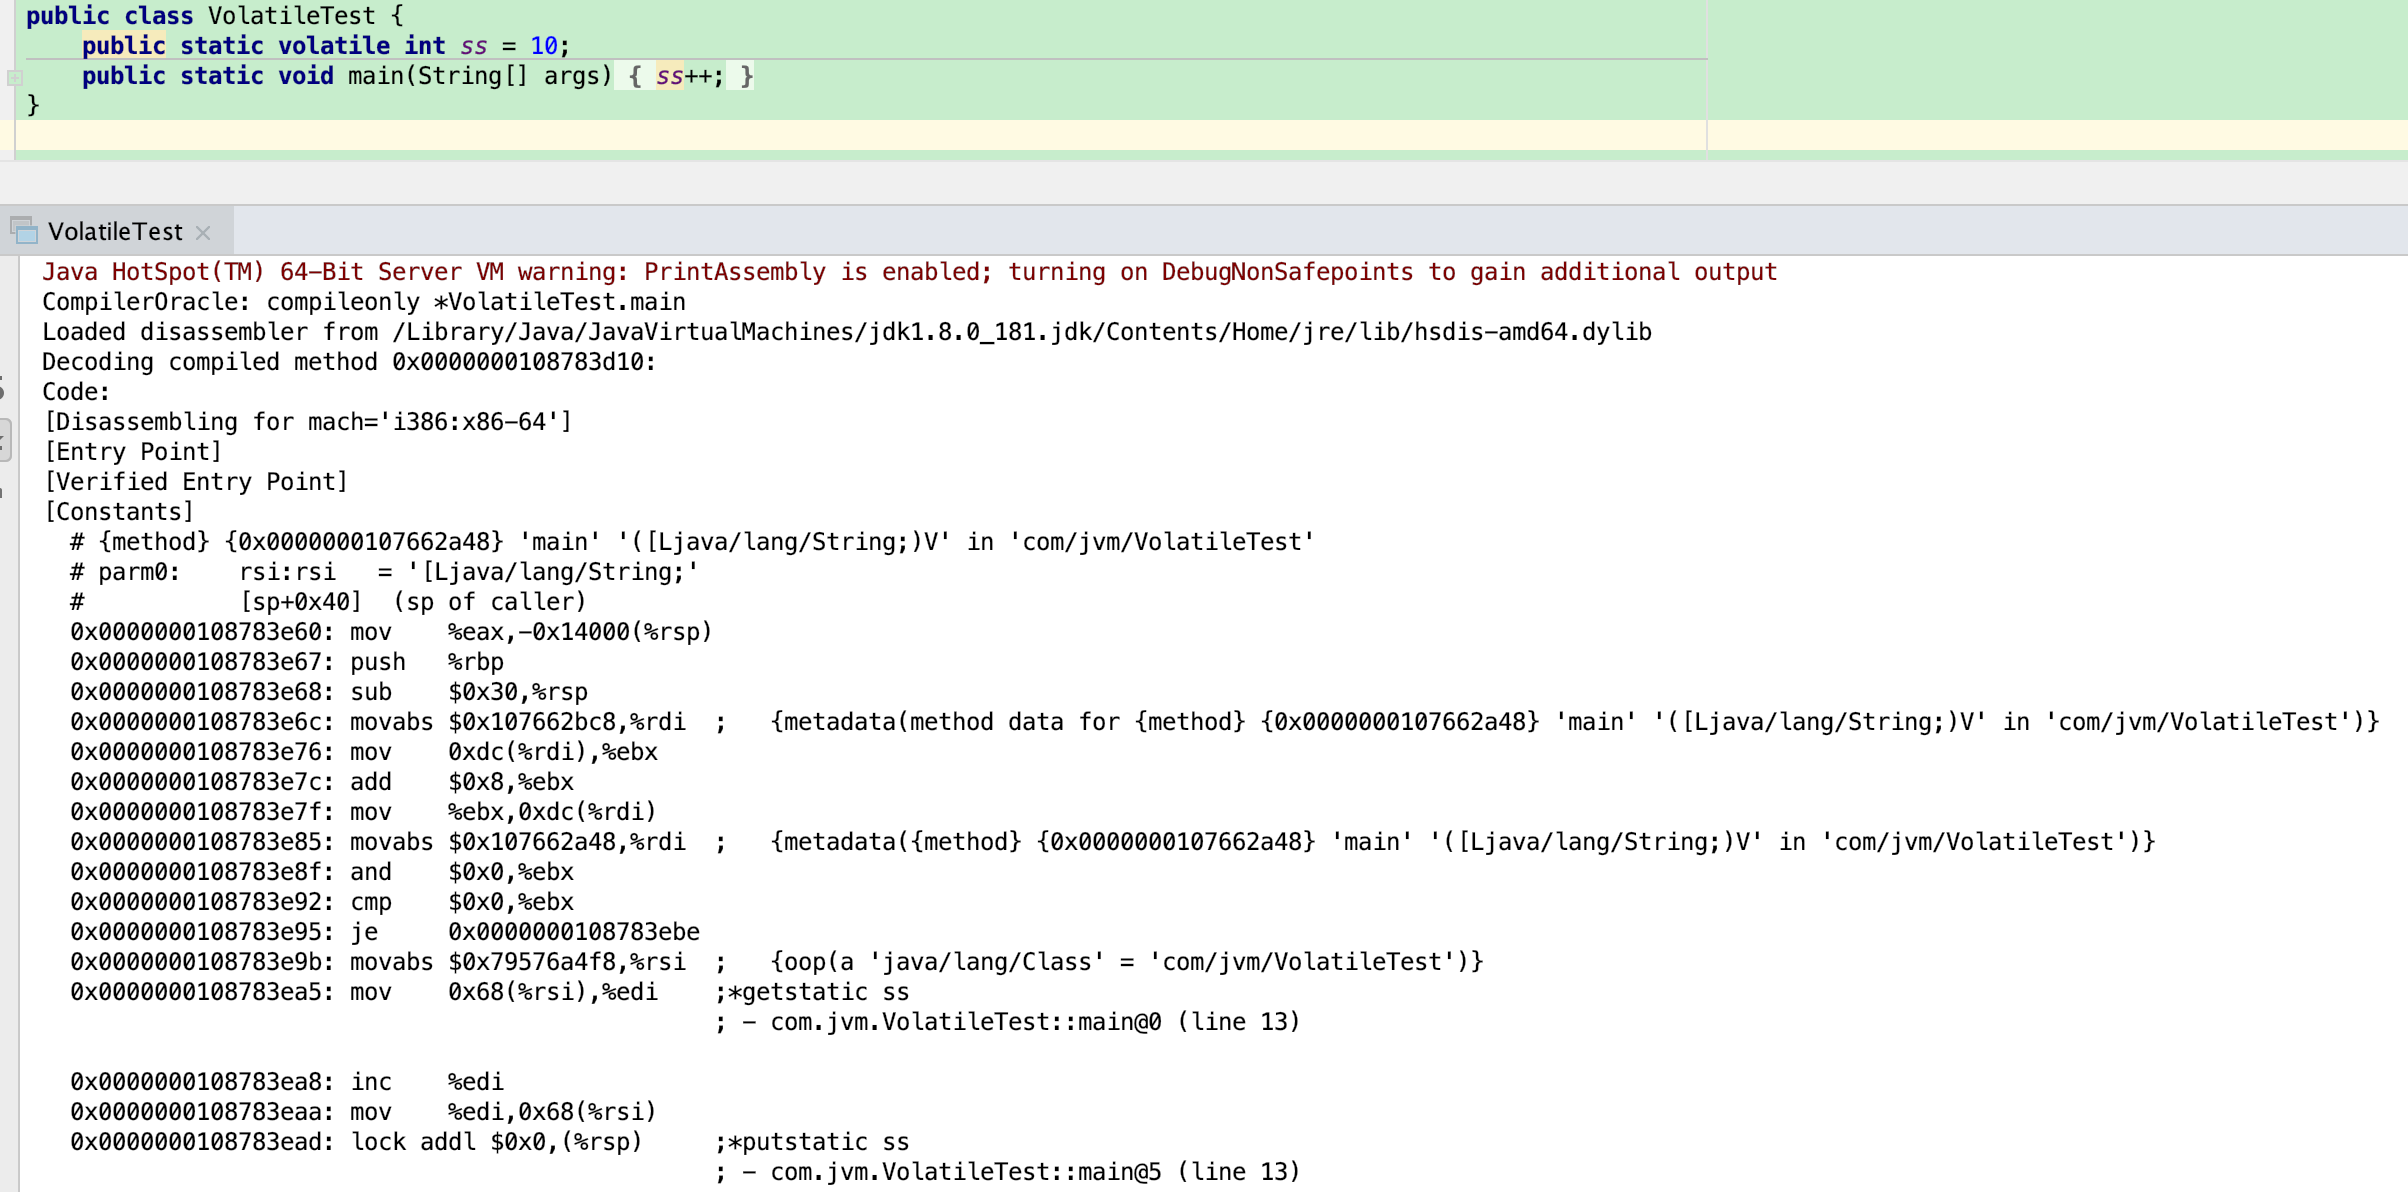 public class VolatileTest {
    public static volatile int ss = 10;
    public static void main(String[] args) { ss++; }
}
VolatileTest
Java HotSpot(TM) 64-Bit Server VM warning: PrintAssembly is enabled; turning on DebugNonSafepoints to gain additional output
CompilerOracle: compileonly *VolatileTest.main
Loaded disassembler from /Library/Java/JavaVirtualMachines/jdk1.8.0_181.jdk/Contents/Home/jre/lib/hsdis-amd64.dylib
Decoding compiled method 0x0000000108783d10:
Code:
[Disassembling for mach='i386:x86-64']
[Entry Point]
[Verified Entry Point]
[Constants]
  # {method} {0x0000000107662a48} 'main' '([Ljava/lang/String;)V' in 'com/jvm/VolatileTest'
  # parm0:    rsi:rsi   = '[Ljava/lang/String;'
  #           [sp+0x40]  (sp of caller)
  0x0000000108783e60: mov    %eax,-0x14000(%rsp)
  0x0000000108783e67: push   %rbp
  0x0000000108783e68: sub    $0x30,%rsp
  0x0000000108783e6c: movabs $0x107662bc8,%rdi  ;   {metadata(method data for {method} {0x0000000107662a48} 'main' '([Ljava/lang/String;)V' in 'com/jvm/VolatileTest')}
  0x0000000108783e76: mov    0xdc(%rdi),%ebx
  0x0000000108783e7c: add    $0x8,%ebx
  0x0000000108783e7f: mov    %ebx,0xdc(%rdi)
  0x0000000108783e85: movabs $0x107662a48,%rdi  ;   {metadata({method} {0x0000000107662a48} 'main' '([Ljava/lang/String;)V' in 'com/jvm/VolatileTest')}
  0x0000000108783e8f: and    $0x0,%ebx
  0x0000000108783e92: cmp    $0x0,%ebx
  0x0000000108783e95: je     0x0000000108783ebe
  0x0000000108783e9b: movabs $0x79576a4f8,%rsi  ;   {oop(a 'java/lang/Class' = 'com/jvm/VolatileTest')}
  0x0000000108783ea5: mov    0x68(%rsi),%edi    ;*getstatic ss
                                                ; - com.jvm.VolatileTest::main@0 (line 13)
  0x0000000108783ea8: inc    %edi
  0x0000000108783eaa: mov    %edi,0x68(%rsi)
  0x0000000108783ead: lock addl $0x0,(%rsp)     ;*putstatic ss
                                                ; - com.jvm.VolatileTest::main@5 (line 13)